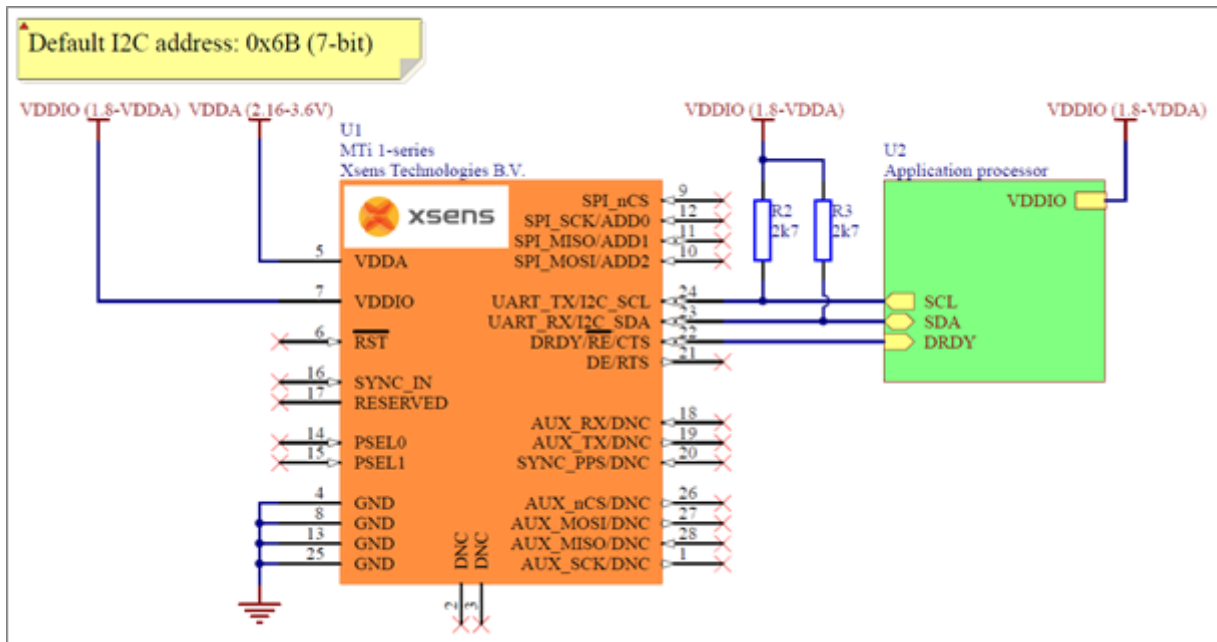 Default I2C address: 0x6B (7-bit)
VDDIO (1.8-VDDA)
VDDA (2.16-3.6V)
VDDIO (1.8-VDDA)
VDDIO (1.8-VDDA)
U1
MTi 1-series
Xsens Technologies B.V.
xsens
5
VDDA
7
VDDIO
6
RST
16
SYNC_IN
17
RESERVED
14
PSEL0
15
PSEL1
4
GND
8
GND
13
GND
25
GND
DNC
DNC
2
3
SPI_nCS
9
SPI_SCK/ADD0
12
SPI_MISO/ADD1
11
SPI_MOSI/ADD2
10
UART_TX/I2C_SCL
24
UART_RX/I2C_SDA
23
DRDY/RE/CTS
22
DE/RTS
21
AUX_RX/DNC
18
AUX_TX/DNC
19
SYNC_PPS/DNC
20
AUX_nCS/DNC
26
AUX_MOSI/DNC
27
AUX_MISO/DNC
28
AUX_SCK/DNC
1
R2
2k7
R3
2k7
U2
Application processor
VDDIO
SCL
SDA
DRDY